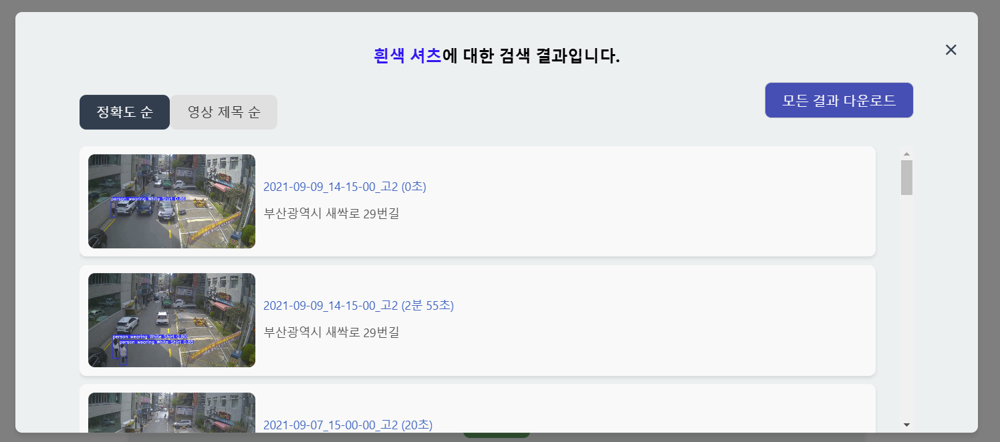 흰색 셔츠에 대한 검색 결과입니다.
정확도 순
영상 제목 순
모든 결과 다운로드
person wearing White Shirt 0.86
2021-09-09_14-15-00_고2 (0초)
부산광역시 새싹로 29번길
person wearing White Shirt 0.80
person wearing White Shirt 0.85
2021-09-09_14-15-00_고2 (2분 55초)
부산광역시 새싹로 29번길
2021-09-07_15-00-00_고2 (20초)